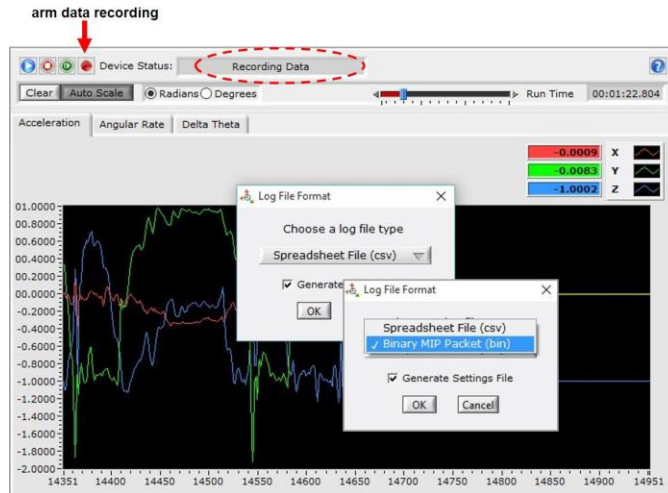 arm data recording
Device Status: Recording Data
Clear Auto Scale Radians Degrees Run Time 00:01:22.804
Acceleration Angular Rate Delta Theta
-0.0009 X
-0.0083 Y
-1.0002 Z
Log File Format
Choose a log file type
Spreadsheet File (csv)
Generate
OK
Log File Format
Spreadsheet File (csv)
Binary MIP Packet (bin)
Generate Settings File
OK Cancel
01.0000
00.8000
00.6000
00.4000
00.2000
00.0000
-0.2000
-0.4000
-0.6000
-0.8000
-1.0000
-1.2000
-1.4000
-1.6000
-1.8000
-2.0000
14351 14400 14450 14500 14550 14600 14650 14700 14750 14800 14850 14900 14951